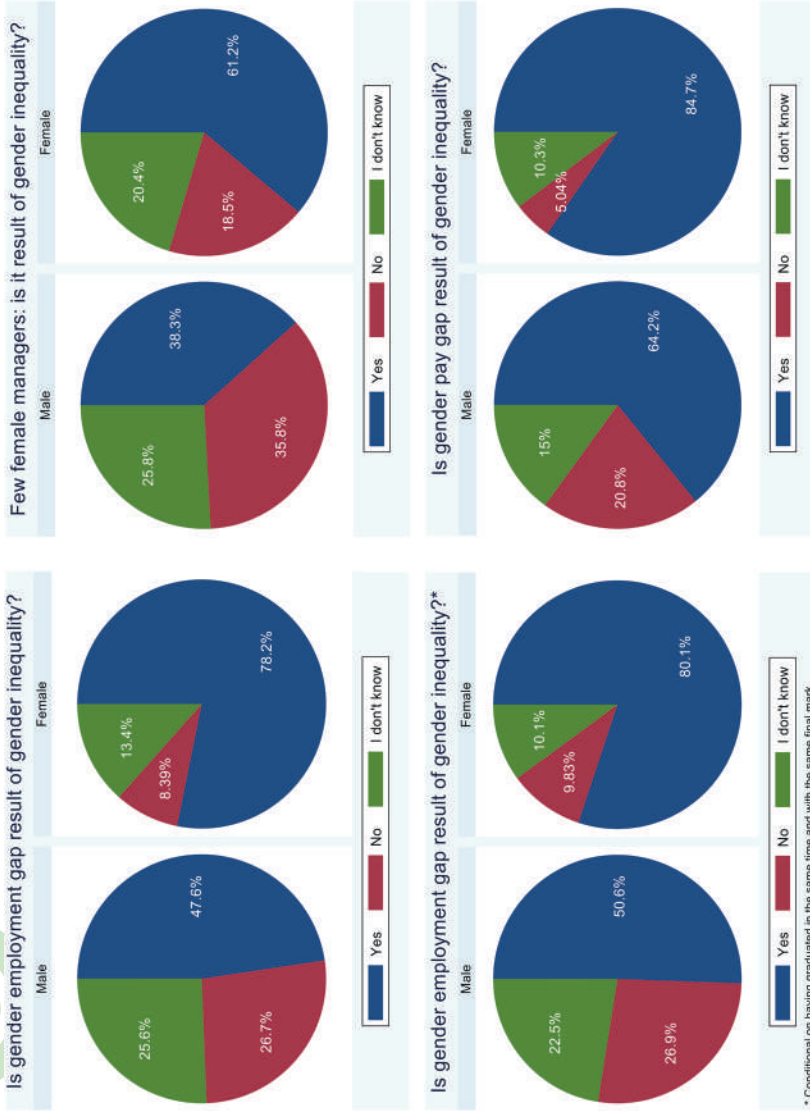 Is gender employment gap result of gender inequality?
Male
Female
25.6%
47.6%
26.7%
13.4%
8.39%
78.2%
Yes No I don't know
Few female managers: is it result of gender inequality?
Male
Female
25.8%
38.3%
35.8%
20.4%
18.5%
61.2%
Yes No I don't know
Is gender employment gap result of gender inequality?*
Male
Female
22.5%
50.6%
26.9%
10.1%
9.83%
80.1%
Yes No I don't know
Is gender pay gap result of gender inequality?
Male
Female
15%
20.8%
64.2%
10.3%
5.04%
84.7%
Yes No I don't know
* Conditional on having graduated in the same time and with the same final mark